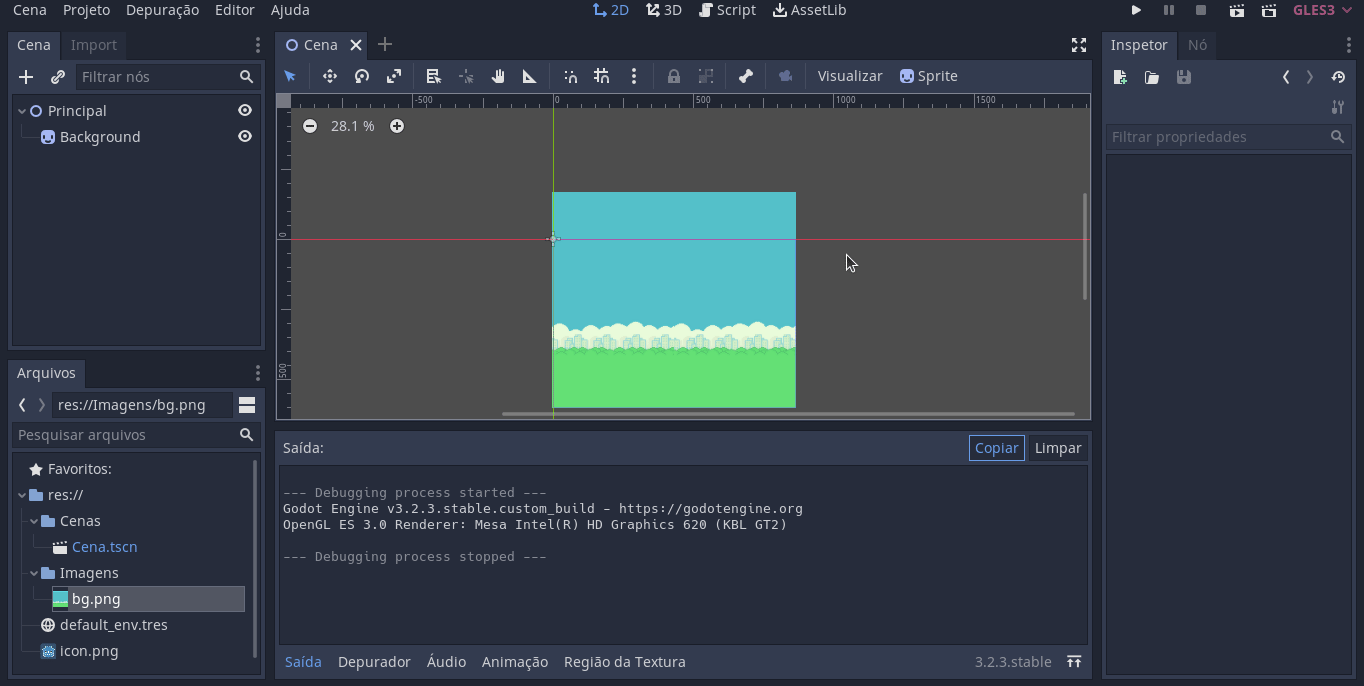 Cena Projeto Depuração Editor Ajuda 2D 3D Script AssetLib GLES3
Cena Import
Filtrar nós
Principal
Background
Arquivos
res://Imagens/bg.png
Pesquisar arquivos
Favoritos:
res://
Cenas
Cena.tscn
Imagens
bg.png
default_env.tres
icon.png
Cena
Visualizar Sprite
-500 0 500 1000 1500
28.1 %
0
500
Saída: Copiar Limpar
--- Debugging process started ---
Godot Engine v3.2.3.stable.custom_build - https://godotengine.org
OpenGL ES 3.0 Renderer: Mesa Intel(R) HD Graphics 620 (KBL GT2)
--- Debugging process stopped ---
Saída Depurador Áudio Animação Região da Textura 3.2.3.stable
Inspetor Nó
Filtrar propriedades